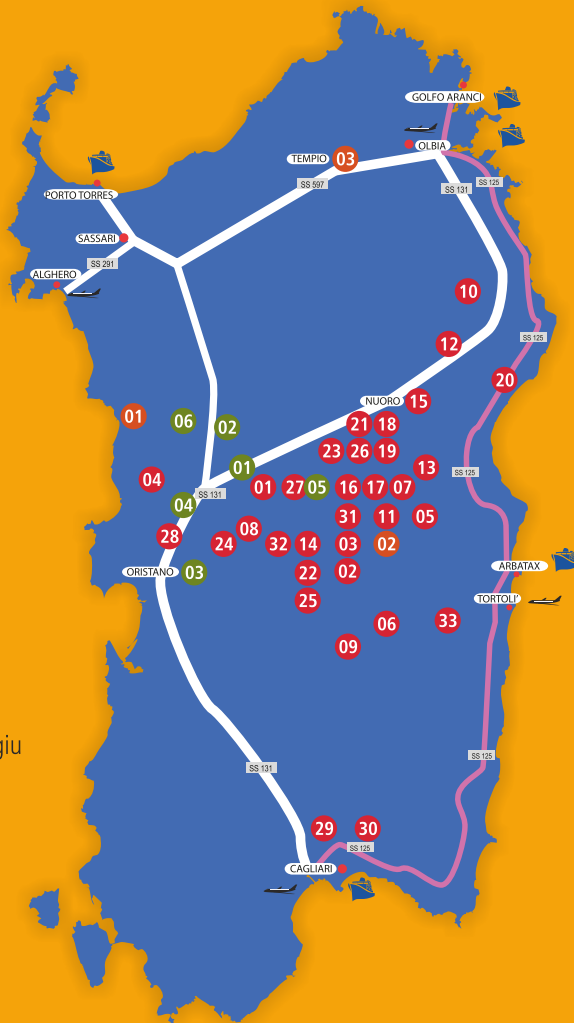 GOLFO ARANCI
OLBIA
TEMPIO
03
SS 597
SS 131
SS 125
PORTO TORRES
SASSARI
SS 291
ALGHERO
10
12
SS 125
20
NUORO
15
01
06
02
21
18
23
26
19
01
13
SS 125
04
01
27
05
16
17
07
SS 131
04
31
11
05
28
08
24
32
14
03
02
ORISTANO
03
22
02
ARBATAX
25
TORTOLI'
06
33
09
giu
SS 131
SS 125
29
30
SS 125
CAGLIARI